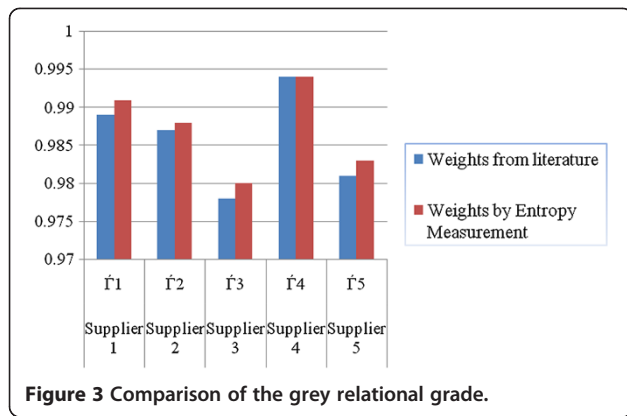 1
0.995
0.99
0.985
0.98
0.975
0.97
Weights from literature
Weights by Entropy
Measurement
Γ́1 Γ́2 Γ́3 Γ́4 Γ́5
Supplier Supplier Supplier Supplier Supplier
1 2 3 4 5
Figure 3 Comparison of the grey relational grade.